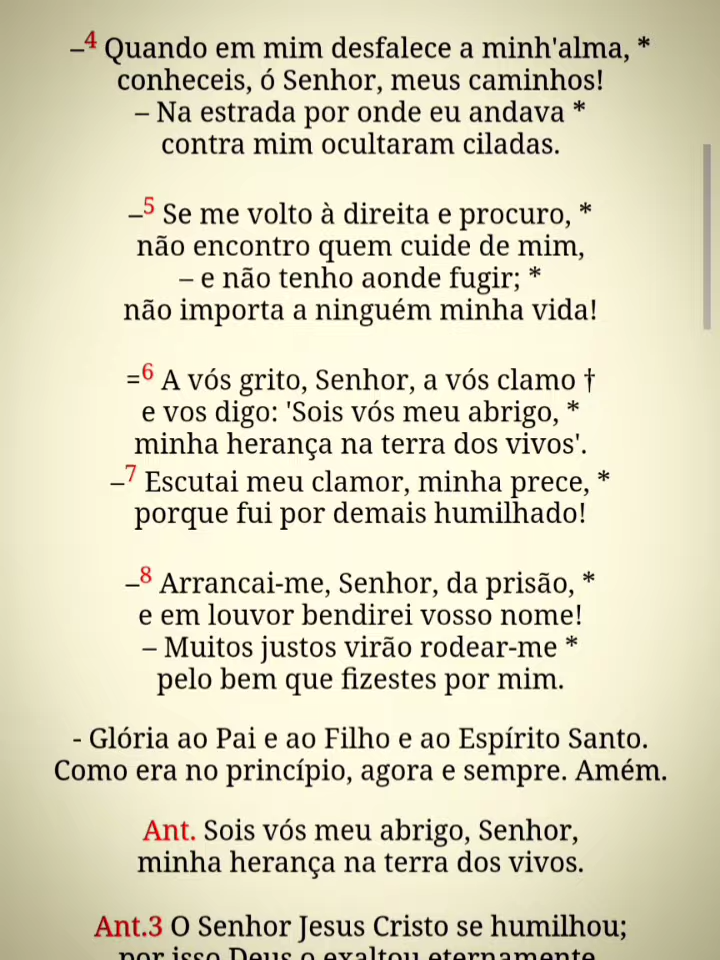 –4 Quando em mim desfalece a minh'alma, *
conheceis, ó Senhor, meus caminhos!
– Na estrada por onde eu andava *
contra mim ocultaram ciladas.
–5 Se me volto à direita e procuro, *
não encontro quem cuide de mim,
– e não tenho aonde fugir; *
não importa a ninguém minha vida!
=6 A vós grito, Senhor, a vós clamo †
e vos digo: 'Sois vós meu abrigo, *
minha herança na terra dos vivos'.
–7 Escutai meu clamor, minha prece, *
porque fui por demais humilhado!
–8 Arrancai-me, Senhor, da prisão, *
e em louvor bendirei vosso nome!
– Muitos justos virão rodear-me *
pelo bem que fizestes por mim.
- Glória ao Pai e ao Filho e ao Espírito Santo.
Como era no princípio, agora e sempre. Amém.
Ant. Sois vós meu abrigo, Senhor,
minha herança na terra dos vivos.
Ant.3 O Senhor Jesus Cristo se humilhou;
por isso Deus o exaltou eternamente